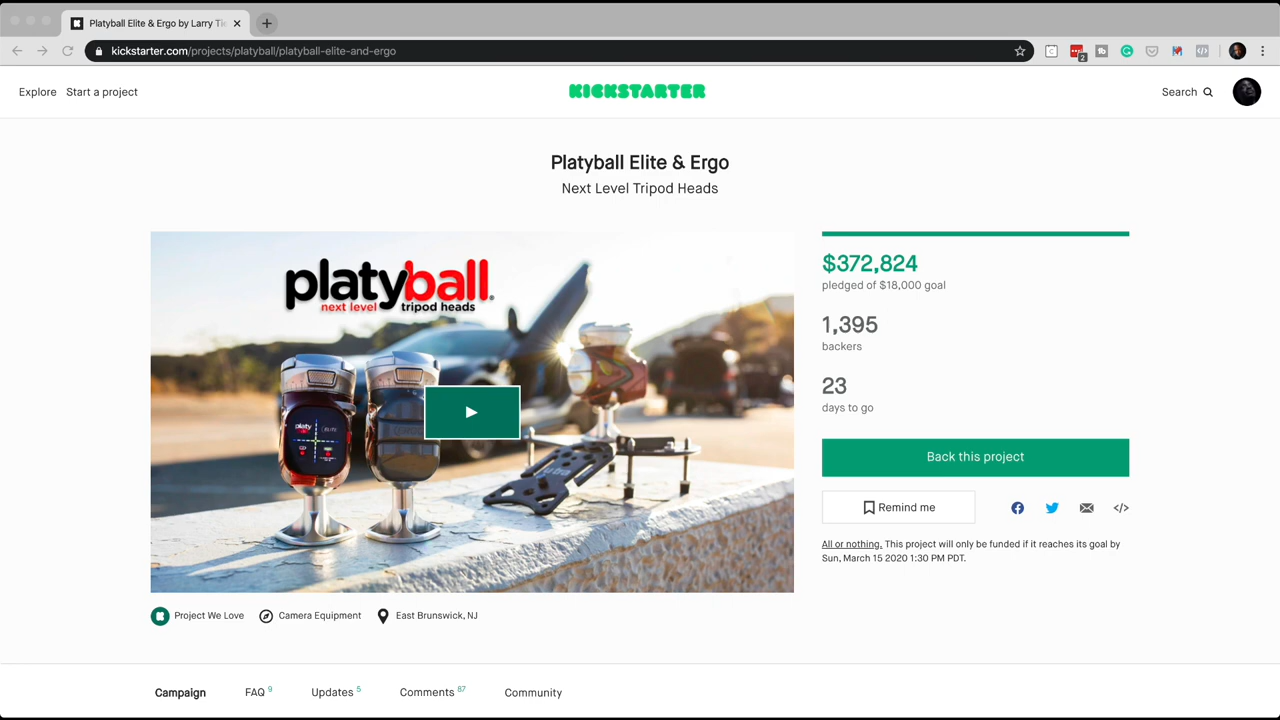 Platyball Elite & Ergo by Larry Tie
kickstarter.com/projects/platyball/platyball-elite-and-ergo
2
Explore Start a project
KICKSTARTER
Search
Platyball Elite & Ergo
Next Level Tripod Heads
platyball
next level tripod heads
platy
ELITE
$372,824
pledged of $18,000 goal
1,395
backers
23
days to go
Back this project
Remind me
All or nothing. This project will only be funded if it reaches its goal by
Sun, March 15 2020 1:30 PM PDT.
Project We Love Camera Equipment East Brunswick, NJ
Campaign FAQ 9 Updates 5 Comments 87 Community